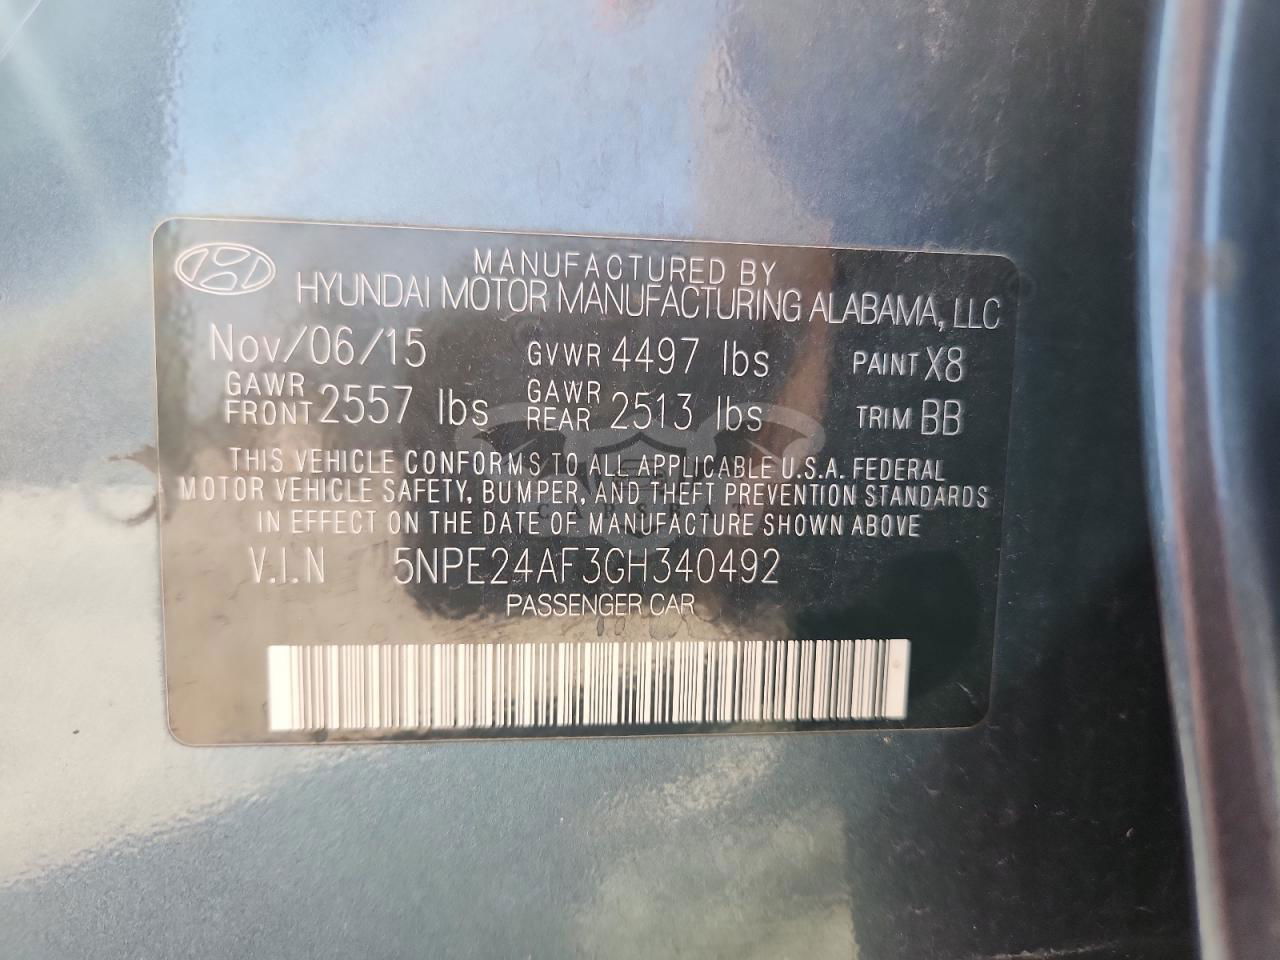 MANUFACTURED BY
HYUNDAI MOTOR MANUFACTURING ALABAMA, LLC
Nov/06/15 GVWR 4497 lbs PAINT X8
GAWR FRONT 2557 lbs GAWR REAR 2513 lbs TRIM BB
THIS VEHICLE CONFORMS TO ALL APPLICABLE U.S.A. FEDERAL
MOTOR VEHICLE SAFETY, BUMPER, AND THEFT PREVENTION STANDARDS
IN EFFECT ON THE DATE OF MANUFACTURE SHOWN ABOVE
V.I.N 5NPE24AF3GH340492
PASSENGER CAR